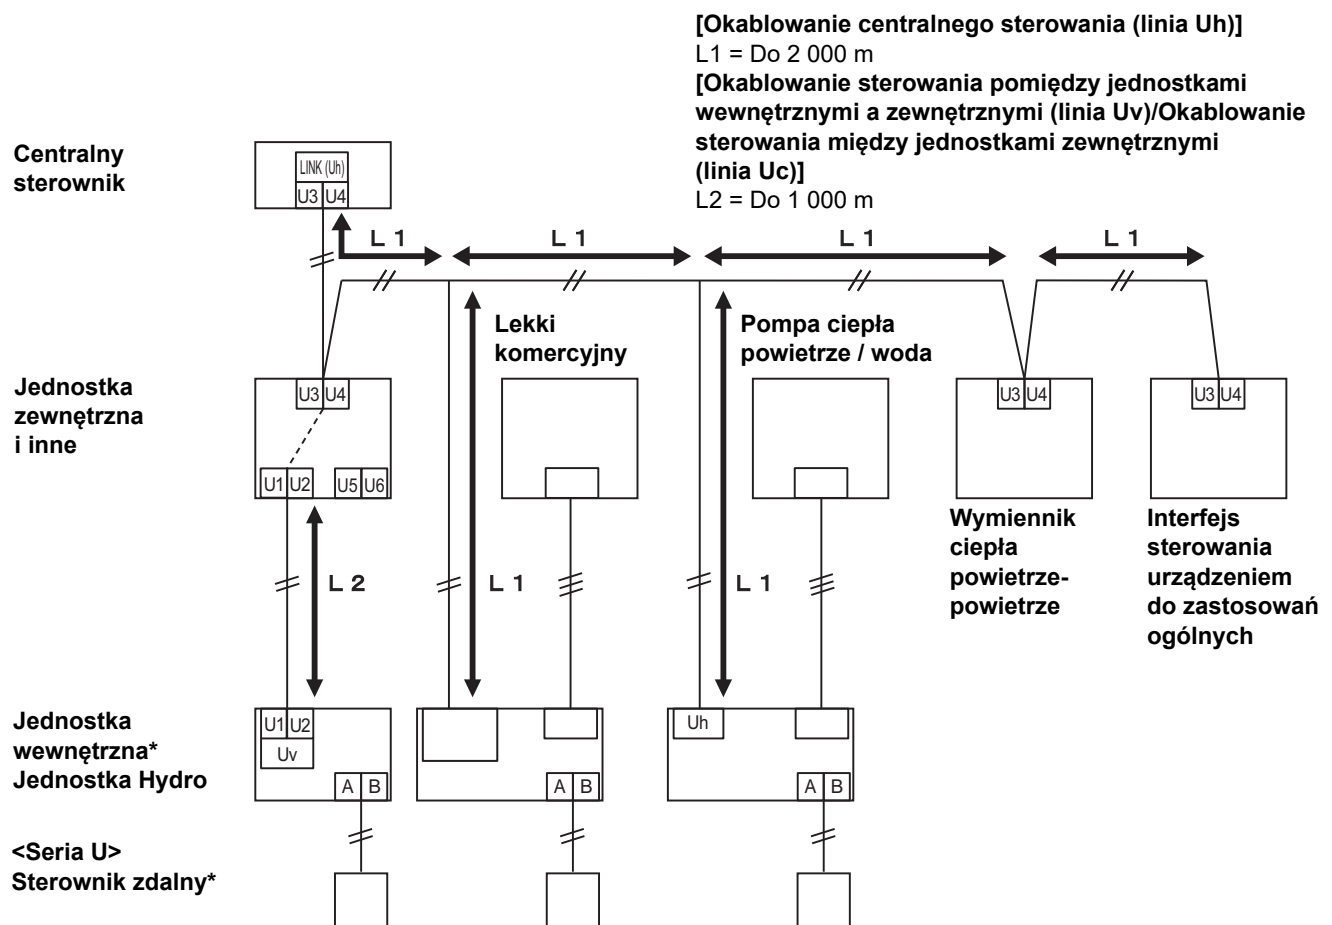 [Okablowanie centralnego sterowania (linia Uh)]
L1 = Do 2 000 m
[Okablowanie sterowania pomiędzy jednostkami
wewnętrznymi a zewnętrznymi (linia Uv)/Okablowanie
sterowania między jednostkami zewnętrznymi
(linia Uc)]
L2 = Do 1 000 m
Centralny
sterownik
LINK (Uh)
U3 U4
L 1
L 1
L 1
L 1
Lekki
komercyjny
Pompa ciepła
powietrze / woda
Jednostka
zewnętrzna
i inne
U3 U4
U1 U2
U5 U6
U3 U4
U3 U4
Wymiennik
ciepła
powietrze-
powietrze
Interfejs
sterowania
urządzeniem
do zastosowań
ogólnych
L 2
L 1
L 1
Jednostka
wewnętrzna*
Jednostka Hydro
U1 U2
Uv
A B
A B
Uh
A B
<Seria U>
Sterownik zdalny*